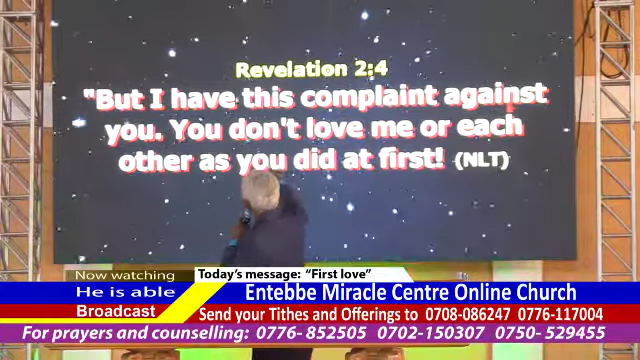 Revelation 2:4
"But I have this complaint against
you. You don't love me or each
other as you did at first! (NLT)
Now watching
Today's message: "First love"
He is able
Entebbe Miracle Centre Online Church
Broadcast
Send your Tithes and Offerings to 0708-086247 0776-117004
For prayers and counselling: 0776- 852505 0702-150307 0750- 529455